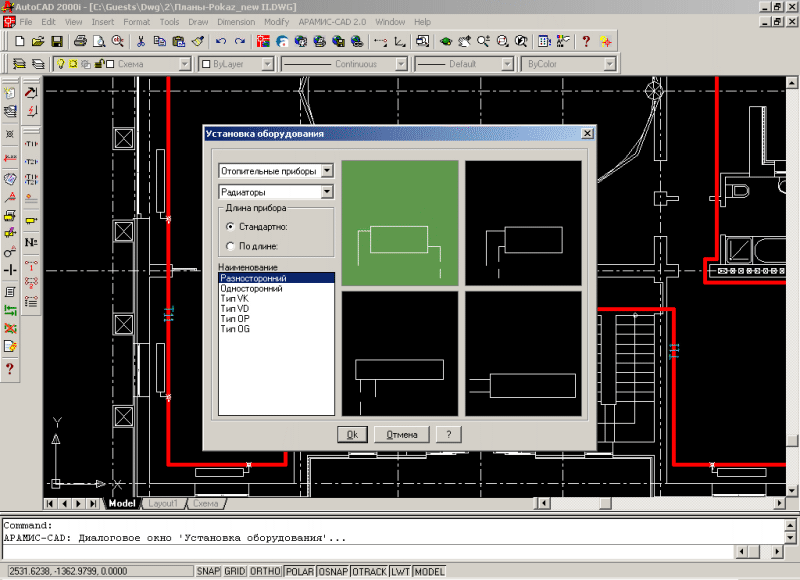 AutoCAD 2000i - [C:\Guests\Dwg\2\Планы-Pokaz_new II.DWG]
File Edit View Insert Format Tools Draw Dimension Modify АРАМИС-CAD 2.0 Window Help
Схема ByLayer Continuous Default ByColor
Установка оборудования
Отопительные приборы
Радиаторы
Длина прибора
Стандартно:
По длине:
Наименование
Разносторонний
Односторонний
Тип VK
Тип VD
Тип OP
Тип OG
Ok Отмена ?
T11
T11
Y
X
Model Layout1 Схема
Command:
АРАМИС-CAD: Диалоговое окно 'Установка оборудования'...
2531.6238, -1362.9799, 0.0000 SNAP GRID ORTHO POLAR OSNAP OTRACK LWT MODEL